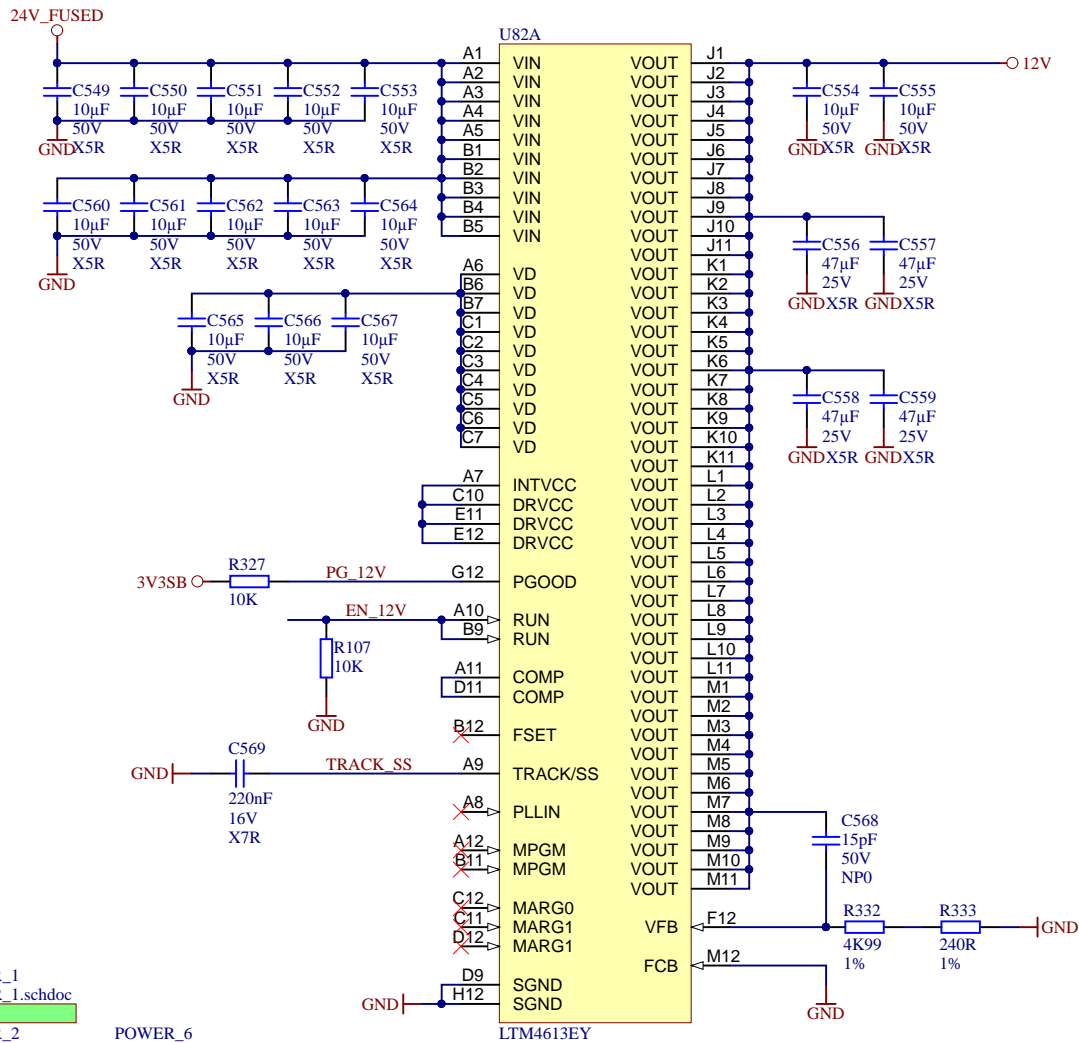 24V_FUSED
U82A
C549
10µF
50V
X5R
GND
C550
10µF
50V
X5R
C551
10µF
50V
X5R
C552
10µF
50V
X5R
C553
10µF
50V
X5R
C560
10µF
50V
X5R
GND
C561
10µF
50V
X5R
C562
10µF
50V
X5R
C563
10µF
50V
X5R
C564
10µF
50V
X5R
C565
10µF
50V
X5R
GND
C566
10µF
50V
X5R
C567
10µF
50V
X5R
A1 VIN
A2 VIN
A3 VIN
A4 VIN
A5 VIN
B1 VIN
B2 VIN
B3 VIN
B4 VIN
B5 VIN
A6 VD
B6 VD
B7 VD
C1 VD
C2 VD
C3 VD
C4 VD
C5 VD
C6 VD
C7 VD
A7 INTVCC
C10 DRVCC
E11 DRVCC
E12 DRVCC
3V3SB
R327
10K
PG_12V
G12 PGOOD
EN_12V
A10 RUN
B9 RUN
R107
10K
GND
A11 COMP
D11 COMP
B12 FSET
GND
C569
220nF
16V
X7R
TRACK_SS
A9 TRACK/SS
A8 PLLIN
A12 MPGM
B11 MPGM
C12 MARG0
C11 MARG1
D12 MARG1
GND
D9 SGND
H12 SGND
VOUT J1
VOUT J2
VOUT J3
VOUT J4
VOUT J5
VOUT J6
VOUT J7
VOUT J8
VOUT J9
VOUT J10
VOUT J11
VOUT K1
VOUT K2
VOUT K3
VOUT K4
VOUT K5
VOUT K6
VOUT K7
VOUT K8
VOUT K9
VOUT K10
VOUT K11
VOUT L1
VOUT L2
VOUT L3
VOUT L4
VOUT L5
VOUT L6
VOUT L7
VOUT L8
VOUT L9
VOUT L10
VOUT L11
VOUT M1
VOUT M2
VOUT M3
VOUT M4
VOUT M5
VOUT M6
VOUT M7
VOUT M8
VOUT M9
VOUT M10
VOUT M11
VFB F12
FCB M12
12V
C554
10µF
50V
X5R
GND
C555
10µF
50V
X5R
GND
C556
47µF
25V
X5R
GND
C557
47µF
25V
X5R
GND
C558
47µF
25V
X5R
GND
C559
47µF
25V
X5R
GND
C568
15pF
50V
NP0
R332
4K99
1%
R333
240R
1%
GND
GND
LTM4613EY
R_1
R_1.schdoc
R_2
POWER_6